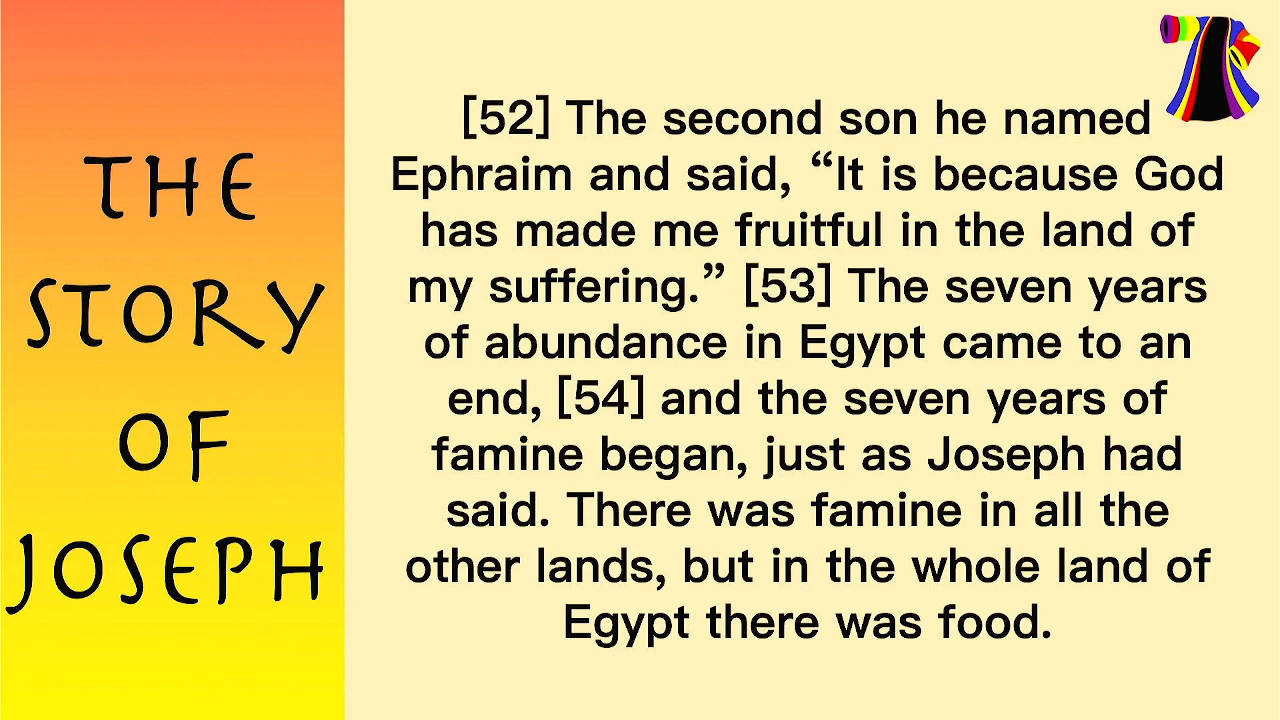 THE
STORY
OF
JOSEPH
[52] The second son he named
Ephraim and said, “It is because God
has made me fruitful in the land of
my suffering.” [53] The seven years
of abundance in Egypt came to an
end, [54] and the seven years of
famine began, just as Joseph had
said. There was famine in all the
other lands, but in the whole land of
Egypt there was food.